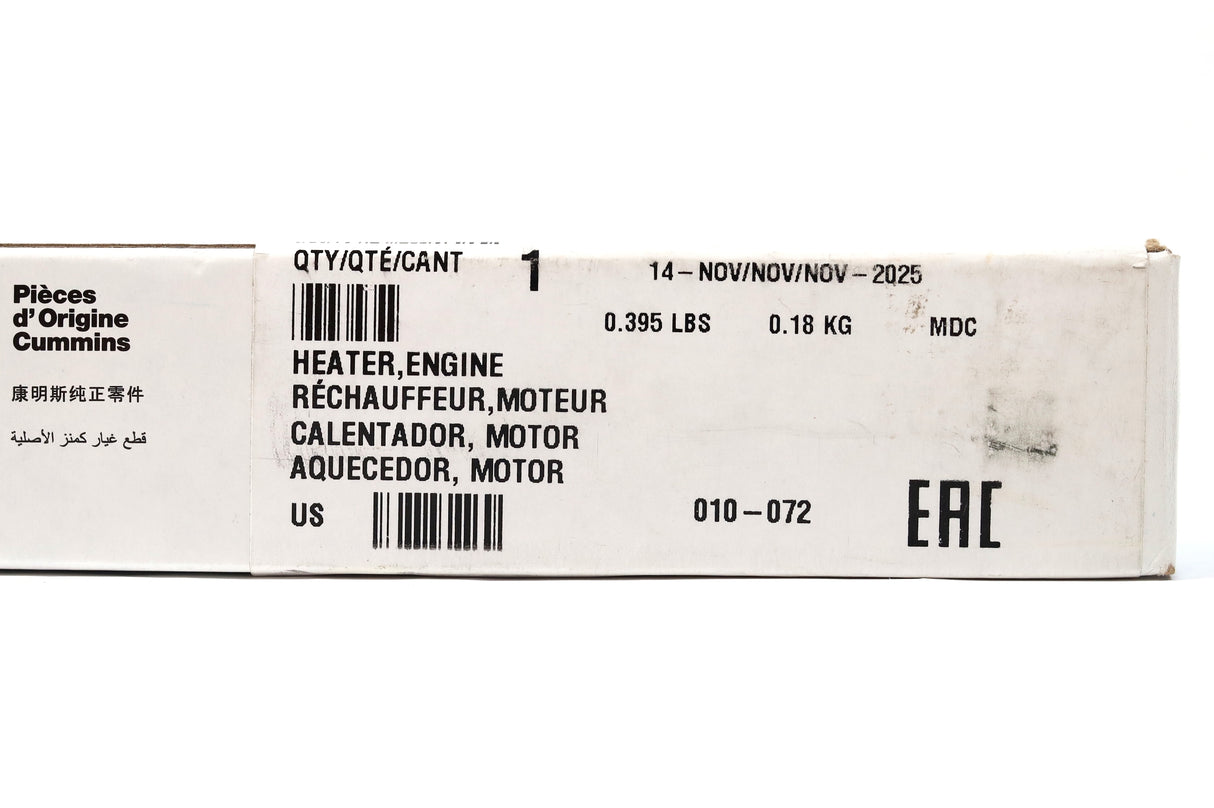 Pièces
d'Origine
Cummins
康明斯纯正零件
قطع غيار كمنز الأصلية
QTY/QTÉ/CANT 1 14-NOV/NOV/NOV-2025
0.395 LBS 0.18 KG MDC
HEATER,ENGINE
RÉCHAUFFEUR,MOTEUR
CALENTADOR, MOTOR
AQUECEDOR, MOTOR
US 010-072 EAC